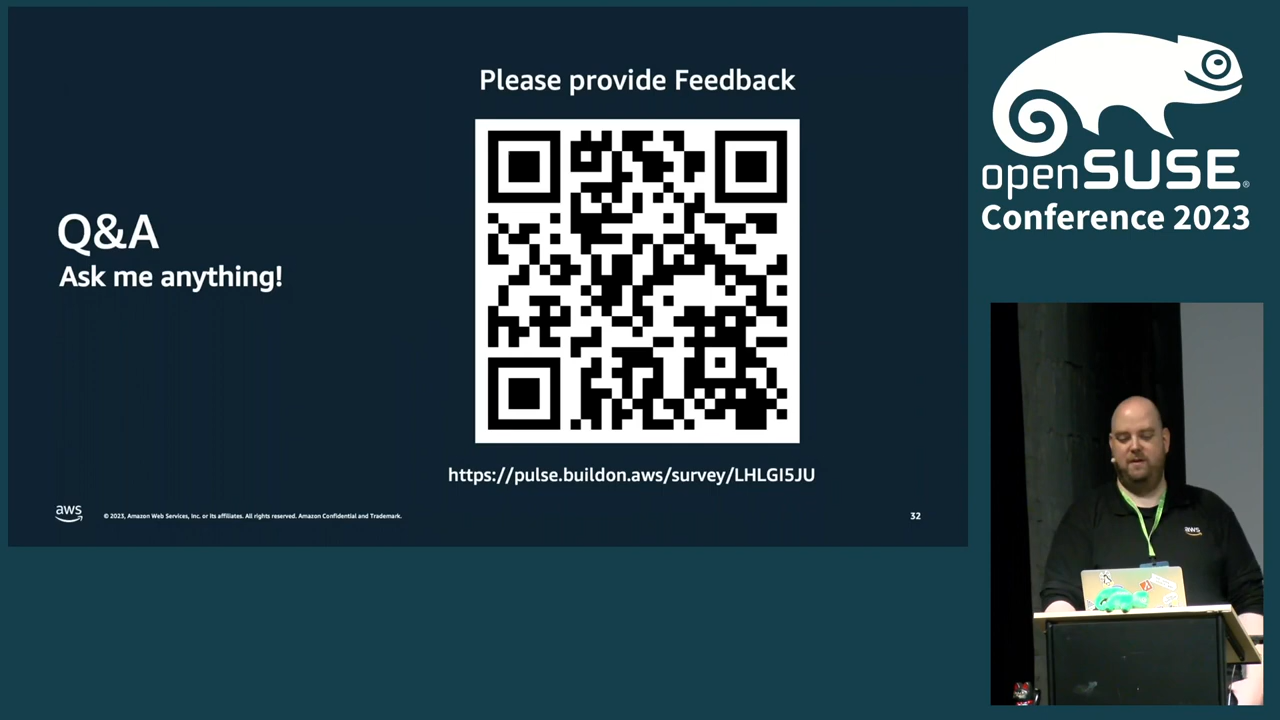 Please provide Feedback
Q&A
Ask me anything!
https://pulse.buildon.aws/survey/LHLGI5JU
aws
© 2023, Amazon Web Services, Inc. or its affiliates. All rights reserved. Amazon Confidential and Trademark.
32
openSUSE®
Conference 2023
aws